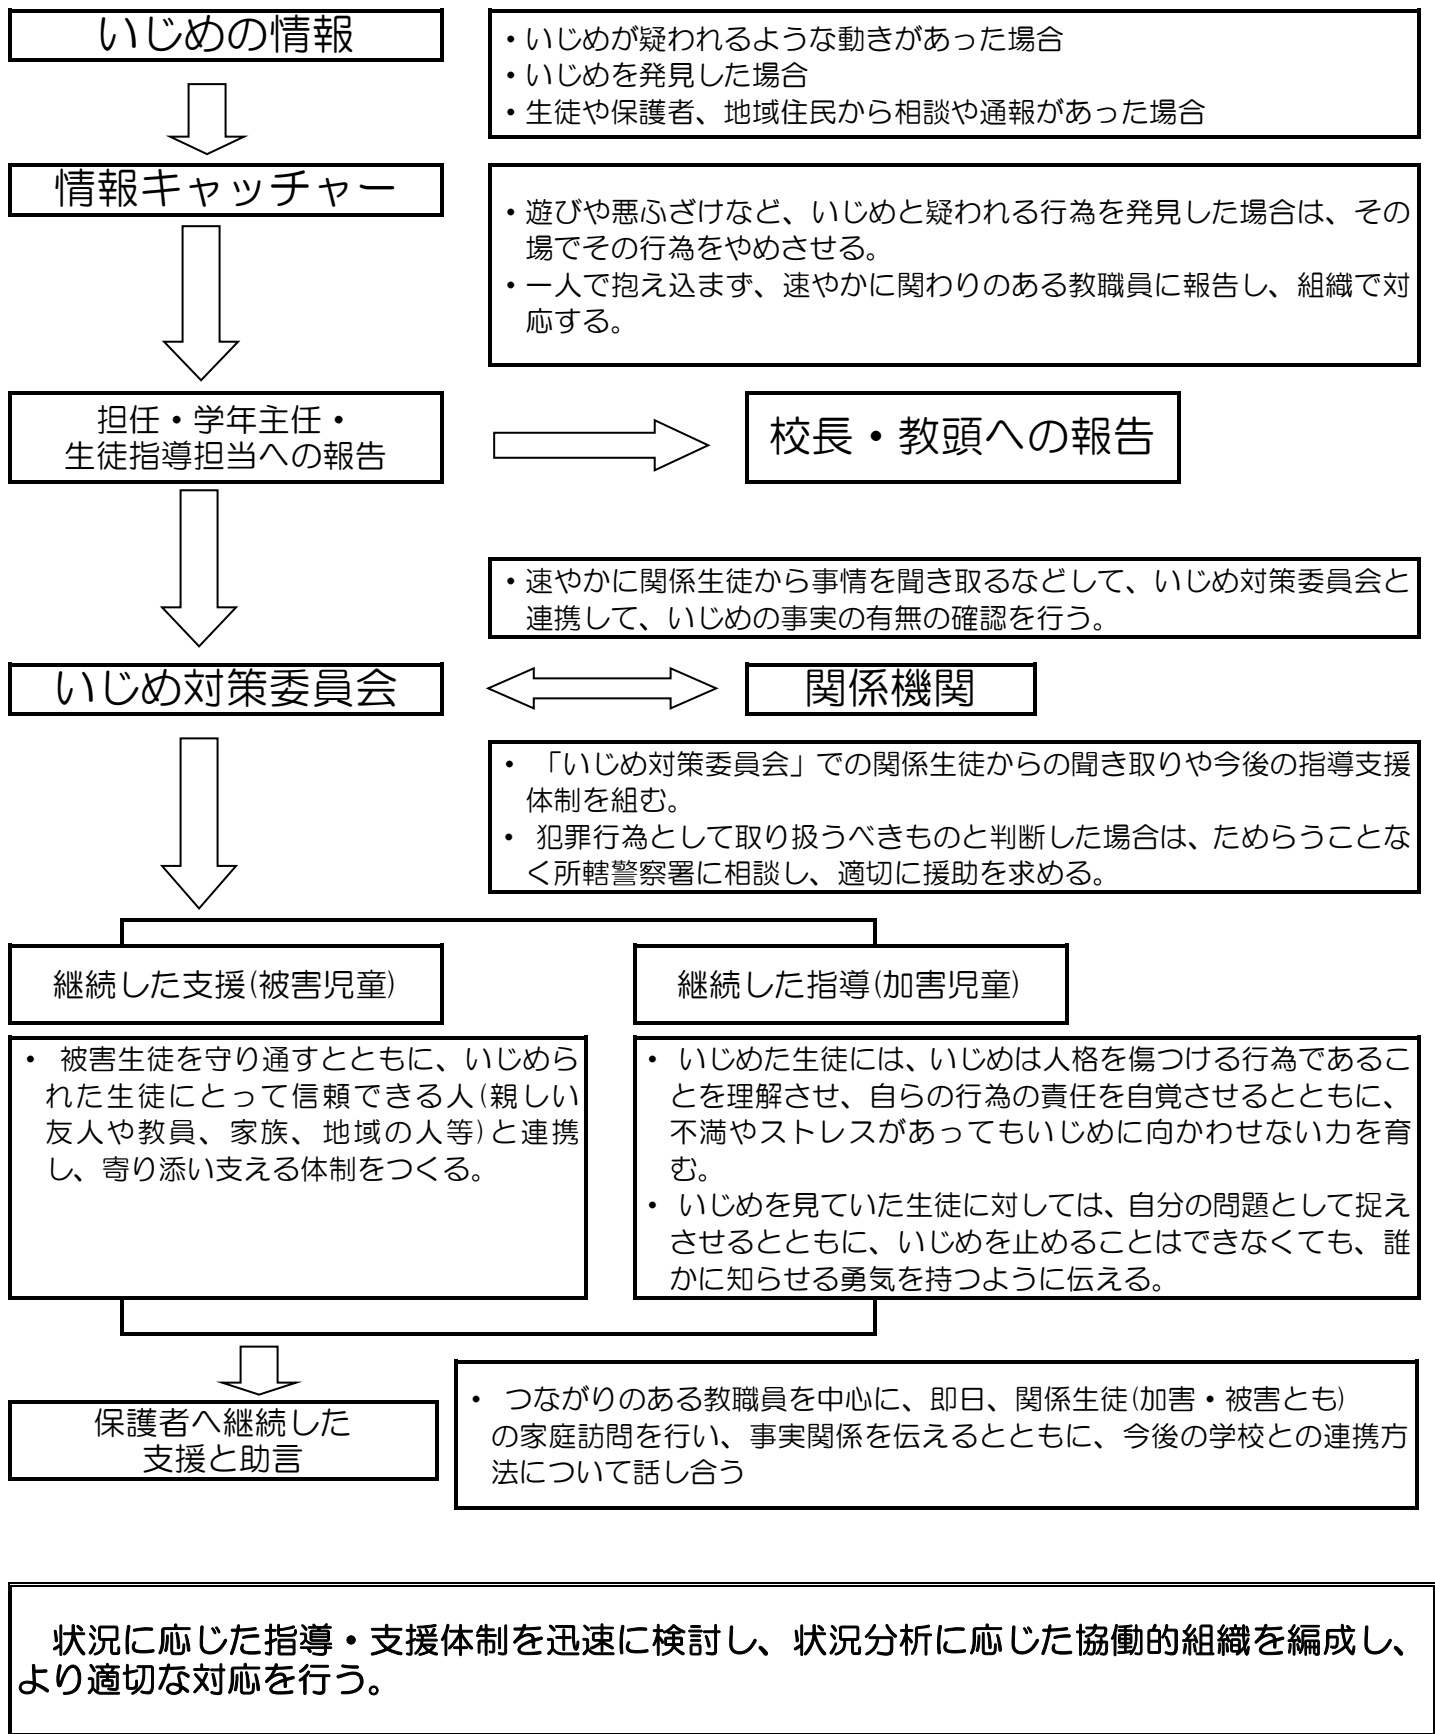 いじめの情報
・いじめが疑われるような動きがあった場合
・いじめを発見した場合
・生徒や保護者、地域住民から相談や通報があった場合
情報キャッチャー
・遊びや悪ふざけなど、いじめと疑われる行為を発見した場合は、その
場でその行為をやめさせる。
・一人で抱え込まず、速やかに関わりのある教職員に報告し、組織で対
応する。
担任・学年主任・
生徒指導担当への報告
校長・教頭への報告
・速やかに関係生徒から事情を聞き取るなどして、いじめ対策委員会と
連携して、いじめの事実の有無の確認を行う。
いじめ対策委員会
関係機関
・ 「いじめ対策委員会」での関係生徒からの聞き取りや今後の指導支援
体制を組む。
・ 犯罪行為として取り扱うべきものと判断した場合は、ためらうことな
く所轄警察署に相談し、適切に援助を求める。
継続した支援(被害児童)
継続した指導(加害児童)
・ 被害生徒を守り通すとともに、いじめら
れた生徒にとって信頼できる人(親しい
友人や教員、家族、地域の人等)と連携
し、寄り添い支える体制をつくる。
・ いじめた生徒には、いじめは人格を傷つける行為であるこ
とを理解させ、自らの行為の責任を自覚させるとともに、
不満やストレスがあってもいじめに向かわせない力を育
む。
・ いじめを見ていた生徒に対しては、自分の問題として捉え
させるとともに、いじめを止めることはできなくても、誰
かに知らせる勇気を持つように伝える。
保護者へ継続した
支援と助言
・ つながりのある教職員を中心に、即日、関係生徒(加害・被害とも)
の家庭訪問を行い、事実関係を伝えるとともに、今後の学校との連携方
法について話し合う
状況に応じた指導・支援体制を迅速に検討し、状況分析に応じた協働的組織を編成し、
より適切な対応を行う。